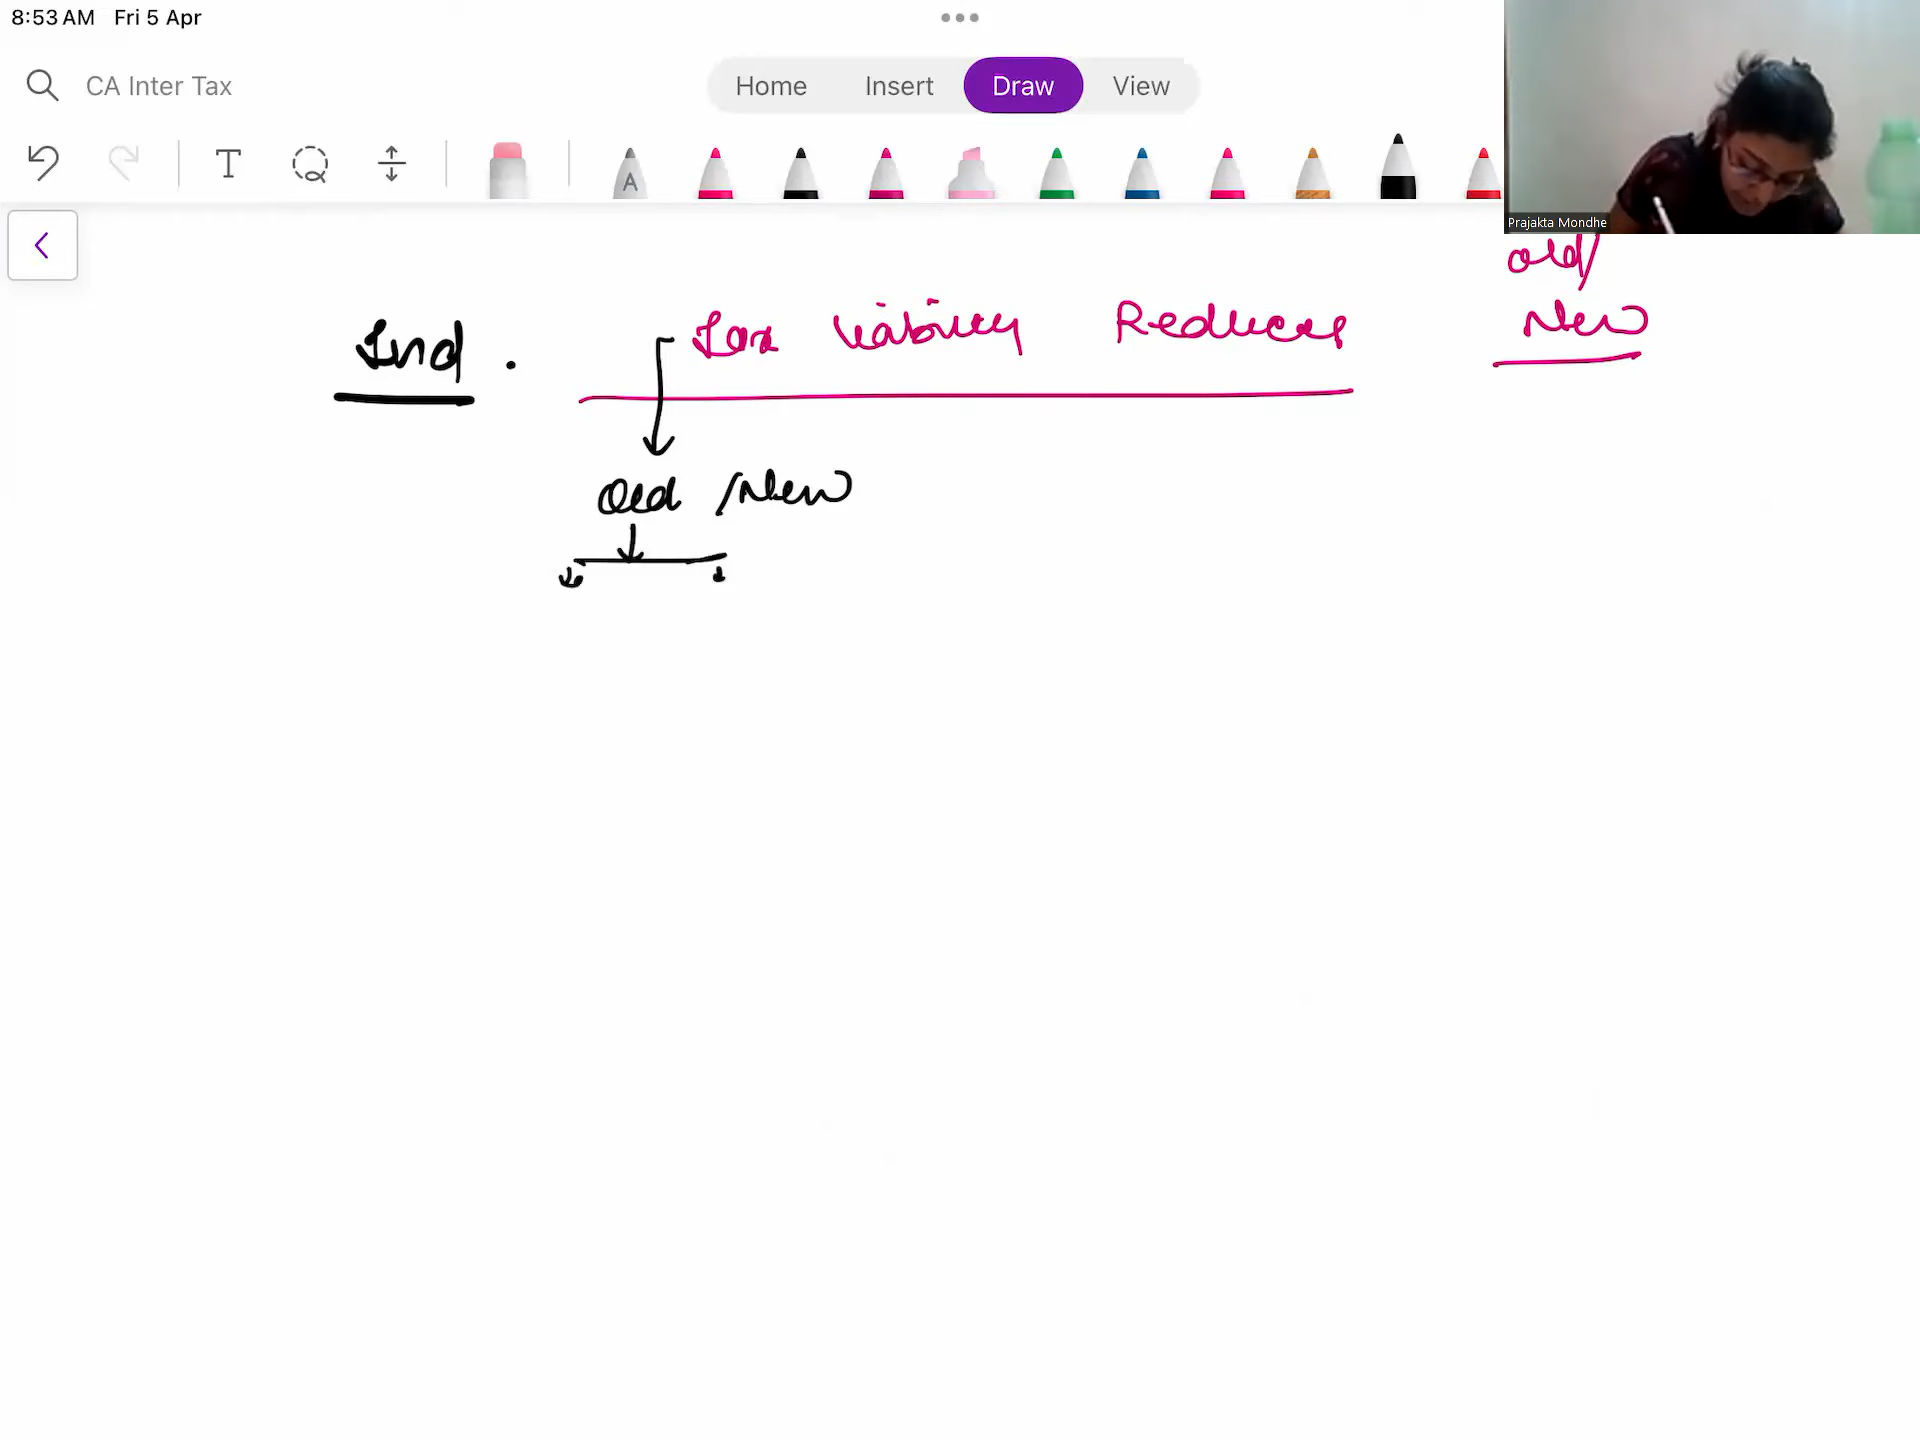 8:53 AM Fri 5 Apr
CA Inter Tax
Home Insert Draw View
T
A
Prajakta Mondhe
old/
New
Ind. Tax liability Reduces
Old /New